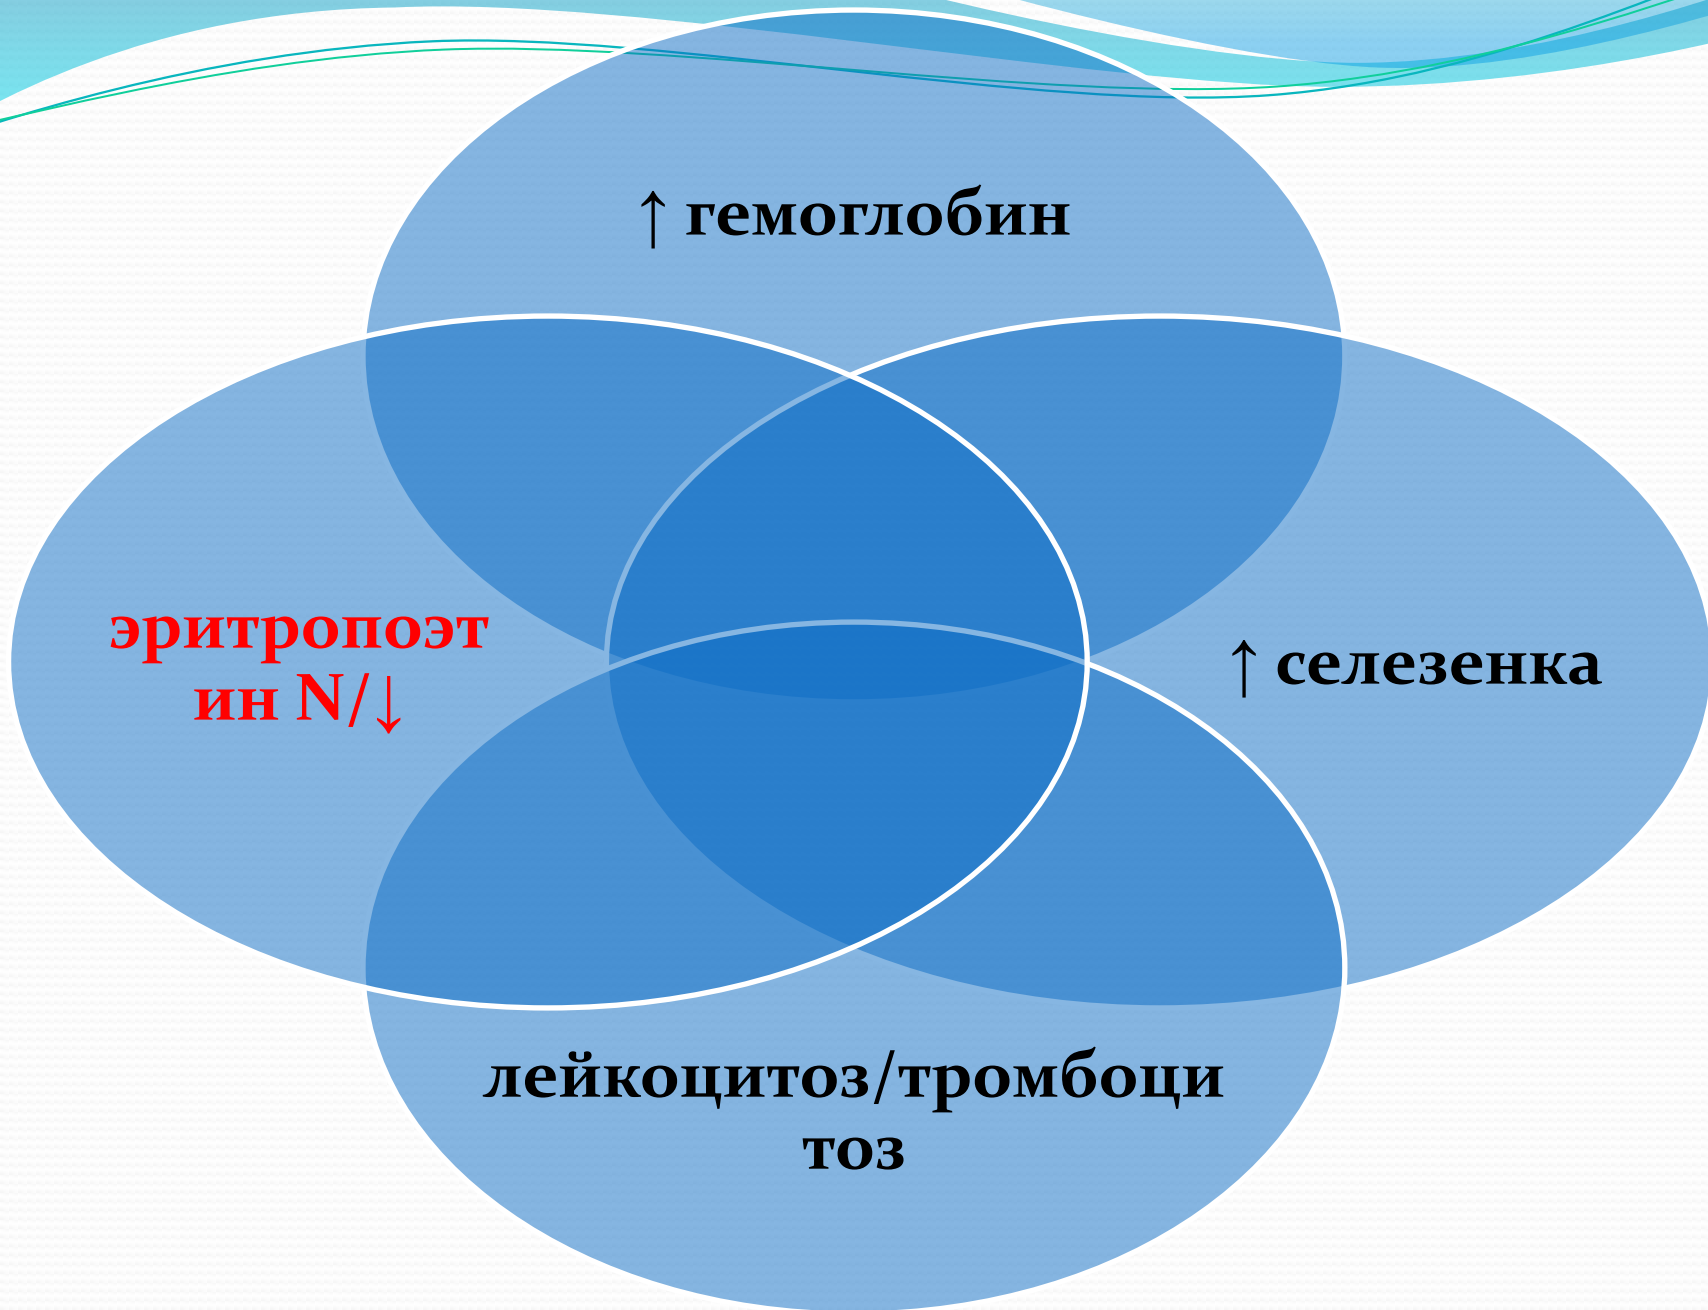 ↑ гемоглобин
эритропоэт
ин N/↓
↑ селезенка
лейкоцитоз/тромбоци
тоз